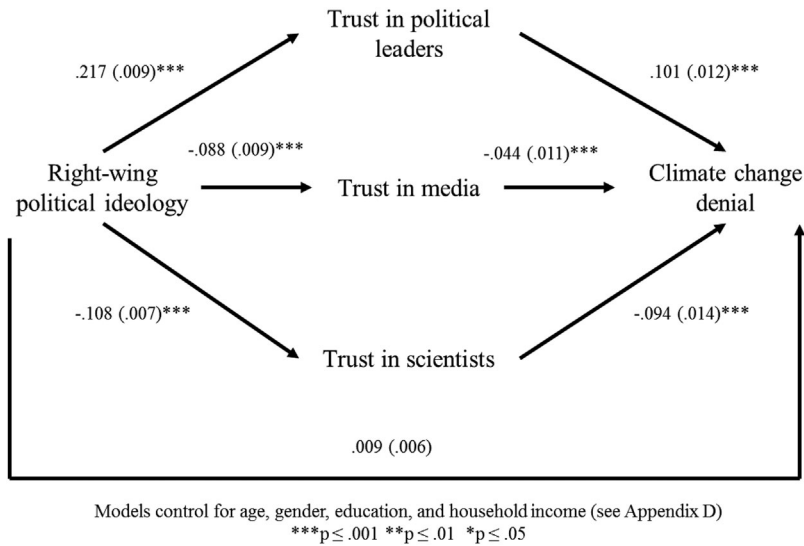 Trust in political
leaders
.217 (.009)***
.101 (.012)***
-.088 (.009)***
-.044 (.011)***
Right-wing
political ideology
Trust in media
Climate change
denial
-.108 (.007)***
-.094 (.014)***
Trust in scientists
.009 (.006)
Models control for age, gender, education, and household income (see Appendix D)
***p ≤ .001 **p ≤ .01 *p ≤ .05